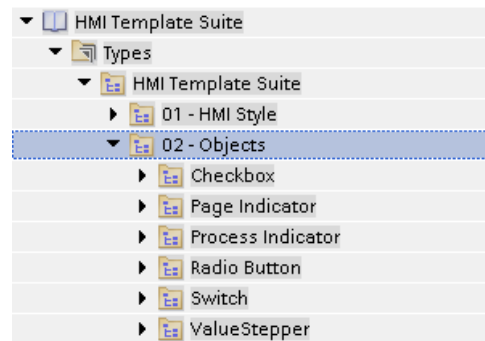 HMI Template Suite
Types
HMI Template Suite
01 - HMI Style
02 - Objects
Checkbox
Page Indicator
Process Indicator
Radio Button
Switch
ValueStepper